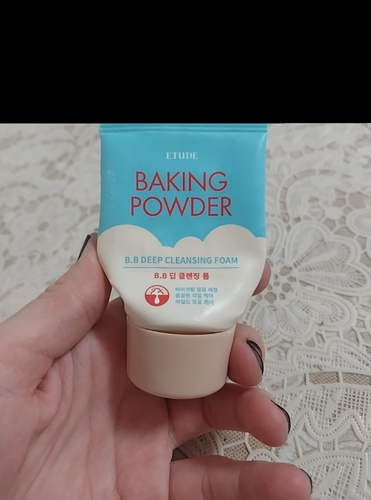 ETUDE
BAKING
POWDER
B.B DEEP CLEANSING FOAM
B.B 딥 클렌징 폼